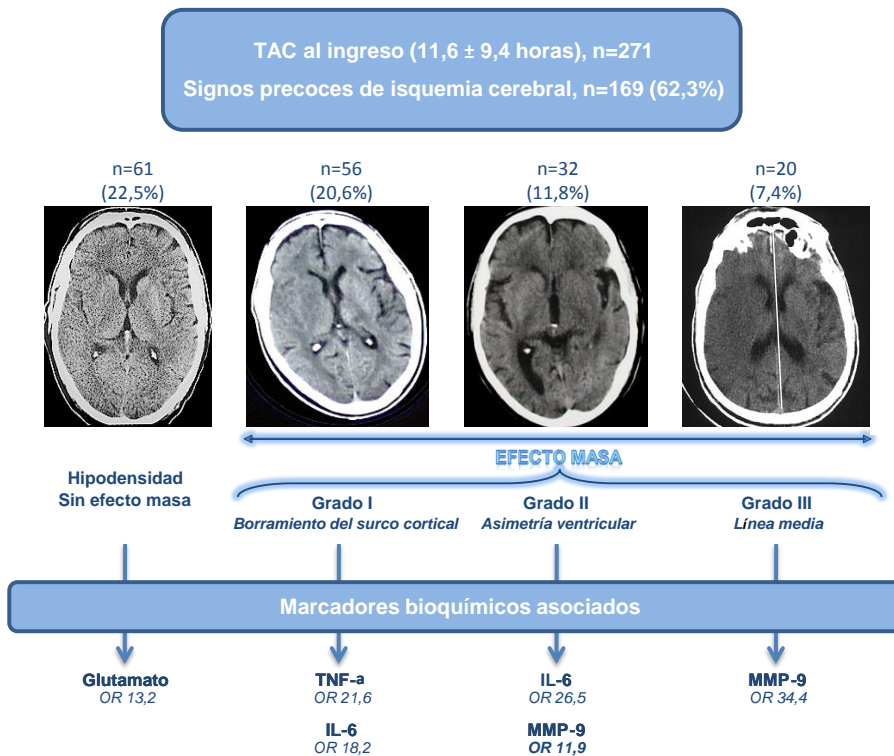 TAC al ingreso (11,6 ± 9,4 horas), n=271
Signos precoces de isquemia cerebral, n=169 (62,3%)
n=61
(22,5%)
n=56
(20,6%)
n=32
(11,8%)
n=20
(7,4%)
EFECTO MASA
Hipodensidad
Sin efecto masa
Grado I
Borramiento del surco cortical
Grado II
Asimetría ventricular
Grado III
Línea media
Marcadores bioquímicos asociados
Glutamato
OR 13,2
TNF-a
OR 21,6
IL-6
OR 18,2
IL-6
OR 26,5
MMP-9
OR 11,9
MMP-9
OR 34,4